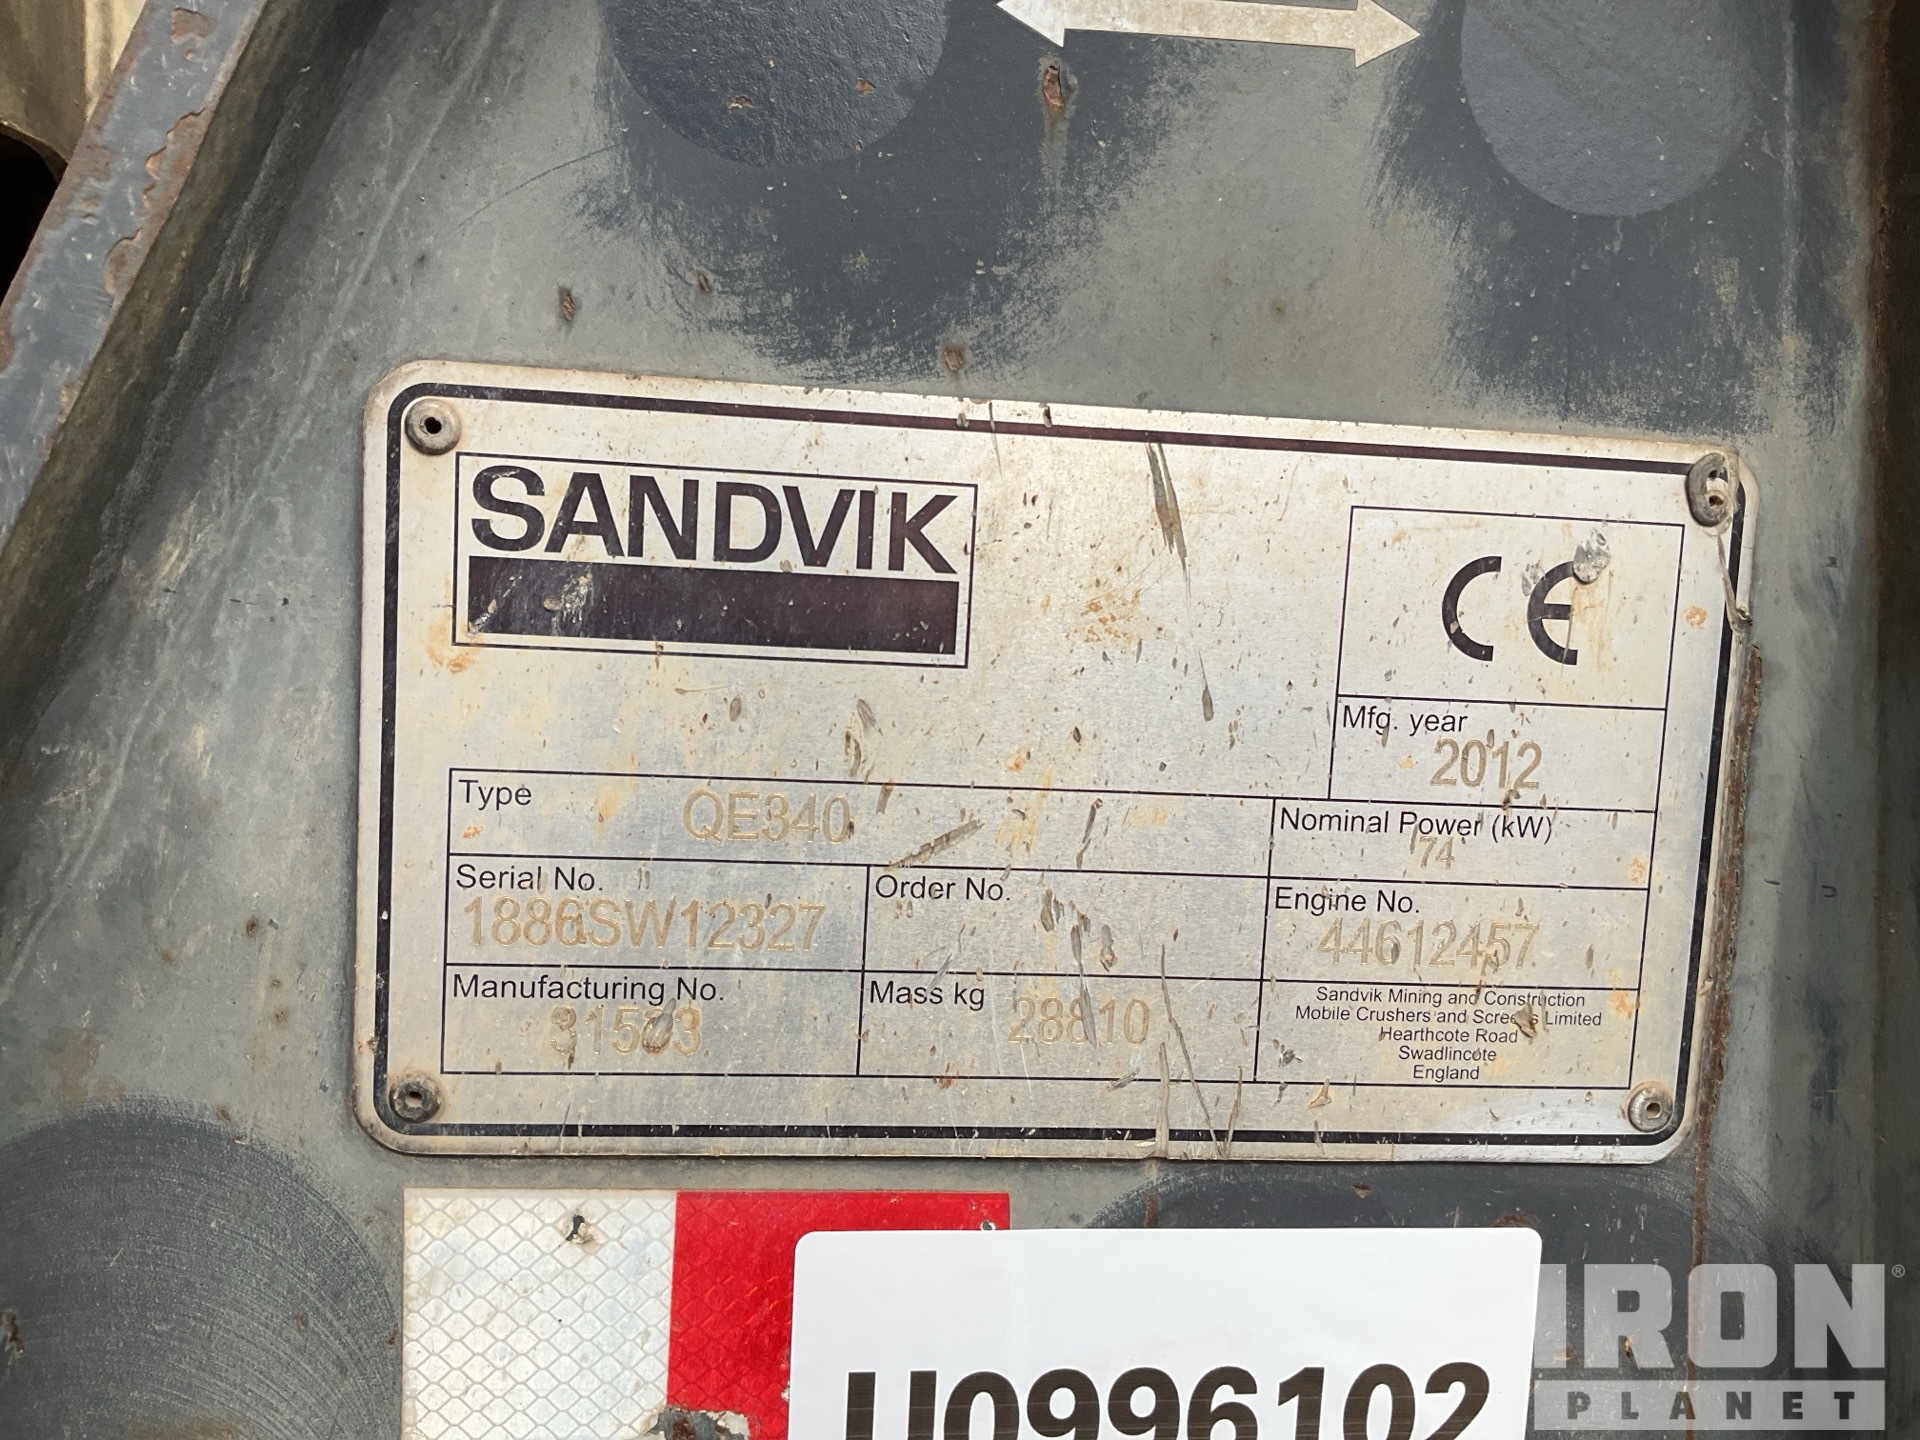 SANDVIK
CE
Mfg. year
2012
Type
QE340
Nominal Power (kW)
74
Serial No.
1886SW12327
Order No.
Engine No.
44612457
Manufacturing No.
Mass kg
28810
Sandvik Mining and Construction
Mobile Crushers and Screens Limited
Hearthcote Road
Swadlincote
England
U0996102
IRON
PLANET
®